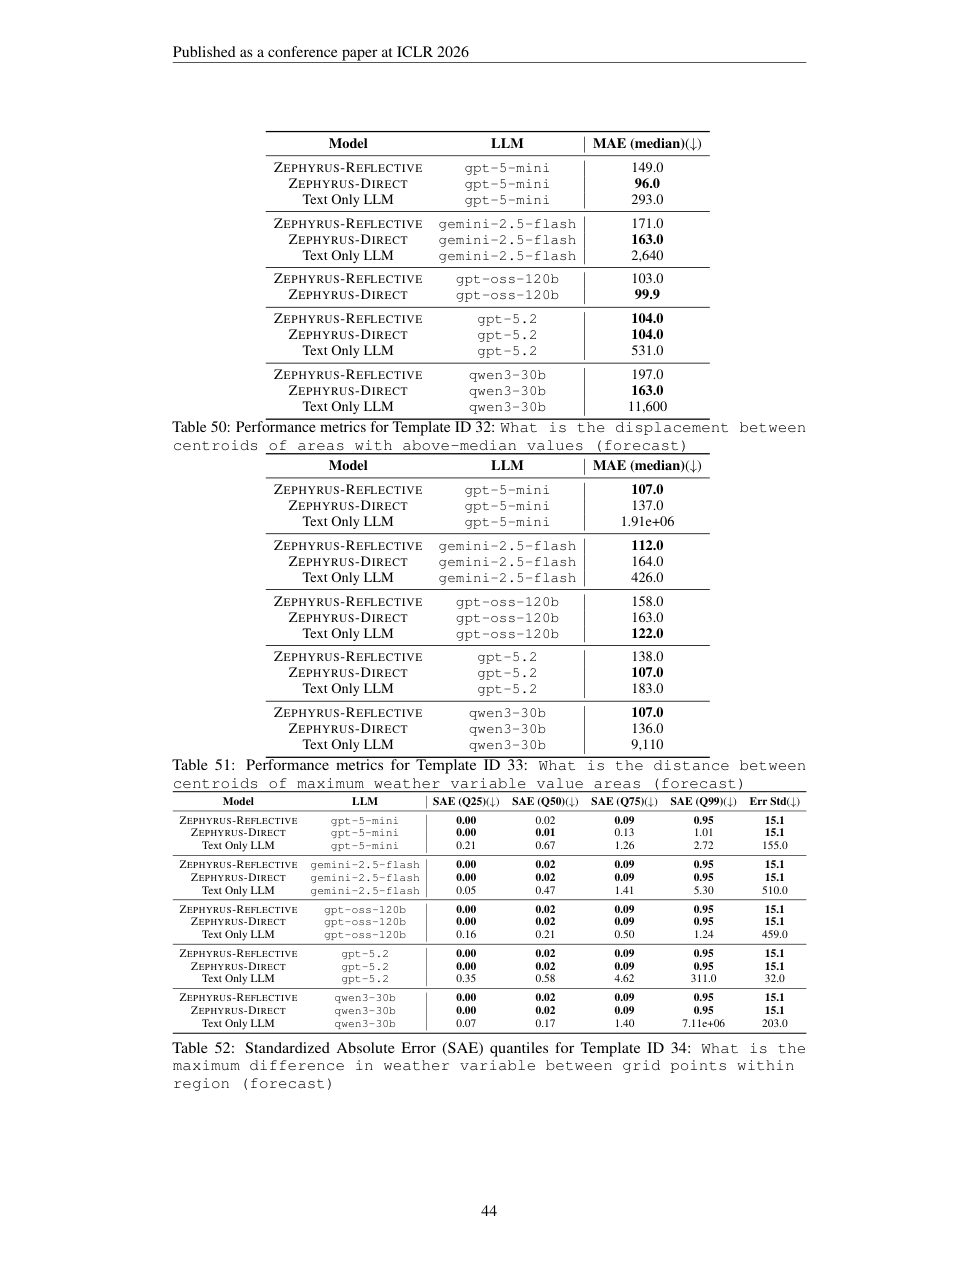 Published as a conference paper at ICLR 2026
Model LLM MAE (median)(↓)
ZEPHYRUS-REFLECTIVE gpt-5-mini 149.0
ZEPHYRUS-DIRECT gpt-5-mini 96.0
Text Only LLM gpt-5-mini 293.0
ZEPHYRUS-REFLECTIVE gemini-2.5-flash 171.0
ZEPHYRUS-DIRECT gemini-2.5-flash 163.0
Text Only LLM gemini-2.5-flash 2,640
ZEPHYRUS-REFLECTIVE gpt-oss-120b 103.0
ZEPHYRUS-DIRECT gpt-oss-120b 99.9
ZEPHYRUS-REFLECTIVE gpt-5.2 104.0
ZEPHYRUS-DIRECT gpt-5.2 104.0
Text Only LLM gpt-5.2 531.0
ZEPHYRUS-REFLECTIVE qwen3-30b 197.0
ZEPHYRUS-DIRECT qwen3-30b 163.0
Text Only LLM qwen3-30b 11,600
Table 50: Performance metrics for Template ID 32: What is the displacement between
centroids of areas with above-median values (forecast)
Model LLM MAE (median)(↓)
ZEPHYRUS-REFLECTIVE gpt-5-mini 107.0
ZEPHYRUS-DIRECT gpt-5-mini 137.0
Text Only LLM gpt-5-mini 1.91e+06
ZEPHYRUS-REFLECTIVE gemini-2.5-flash 112.0
ZEPHYRUS-DIRECT gemini-2.5-flash 164.0
Text Only LLM gemini-2.5-flash 426.0
ZEPHYRUS-REFLECTIVE gpt-oss-120b 158.0
ZEPHYRUS-DIRECT gpt-oss-120b 163.0
Text Only LLM gpt-oss-120b 122.0
ZEPHYRUS-REFLECTIVE gpt-5.2 138.0
ZEPHYRUS-DIRECT gpt-5.2 107.0
Text Only LLM gpt-5.2 183.0
ZEPHYRUS-REFLECTIVE qwen3-30b 107.0
ZEPHYRUS-DIRECT qwen3-30b 136.0
Text Only LLM qwen3-30b 9,110
Table 51: Performance metrics for Template ID 33: What is the distance between
centroids of maximum weather variable value areas (forecast)
Model LLM SAE (Q25)(↓) SAE (Q50)(↓) SAE (Q75)(↓) SAE (Q99)(↓) Err Std(↓)
ZEPHYRUS-REFLECTIVE gpt-5-mini 0.00 0.02 0.09 0.95 15.1
ZEPHYRUS-DIRECT gpt-5-mini 0.00 0.01 0.13 1.01 15.1
Text Only LLM gpt-5-mini 0.21 0.67 1.26 2.72 155.0
ZEPHYRUS-REFLECTIVE gemini-2.5-flash 0.00 0.02 0.09 0.95 15.1
ZEPHYRUS-DIRECT gemini-2.5-flash 0.00 0.02 0.09 0.95 15.1
Text Only LLM gemini-2.5-flash 0.05 0.47 1.41 5.30 510.0
ZEPHYRUS-REFLECTIVE gpt-oss-120b 0.00 0.02 0.09 0.95 15.1
ZEPHYRUS-DIRECT gpt-oss-120b 0.00 0.02 0.09 0.95 15.1
Text Only LLM gpt-oss-120b 0.16 0.21 0.50 1.24 459.0
ZEPHYRUS-REFLECTIVE gpt-5.2 0.00 0.02 0.09 0.95 15.1
ZEPHYRUS-DIRECT gpt-5.2 0.00 0.02 0.09 0.95 15.1
Text Only LLM gpt-5.2 0.35 0.58 4.62 311.0 32.0
ZEPHYRUS-REFLECTIVE qwen3-30b 0.00 0.02 0.09 0.95 15.1
ZEPHYRUS-DIRECT qwen3-30b 0.00 0.02 0.09 0.95 15.1
Text Only LLM qwen3-30b 0.07 0.17 1.40 7.11e+06 203.0
Table 52: Standardized Absolute Error (SAE) quantiles for Template ID 34: What is the
maximum difference in weather variable between grid points within
region (forecast)
44